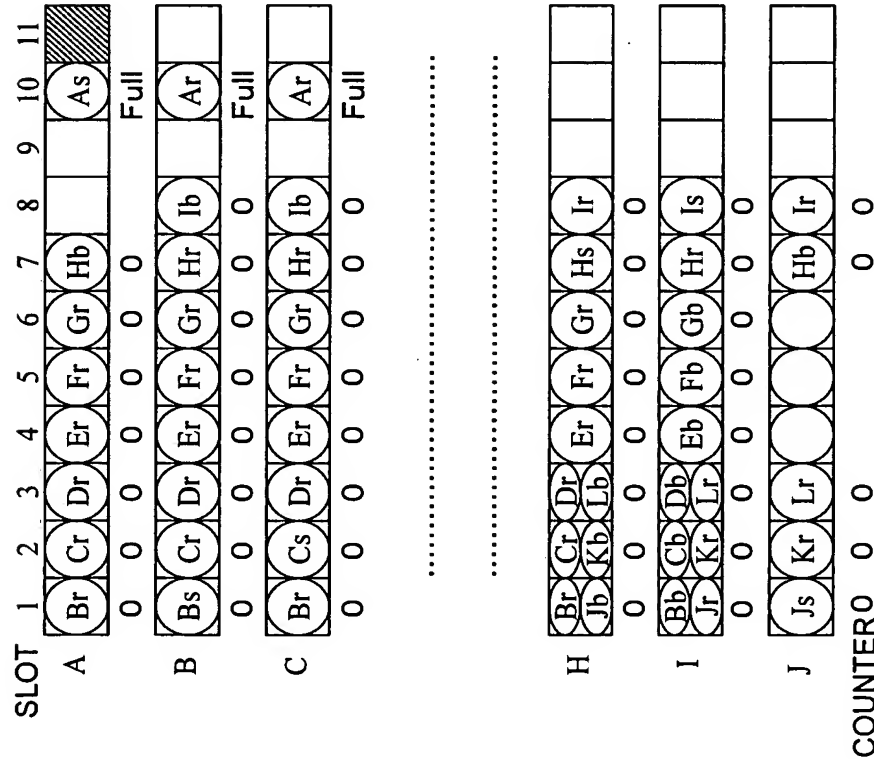 SLOT 1 2 3 4 5 6 7 8 9 10 11
A Br Cr Dr Er Fr Gr Hb As
0 0 0 0 0 0 0 Full
B Bs Cr Dr Er Fr Gr Hr Ib Ar
0 0 0 0 0 0 0 0 Full
C Br Cs Dr Er Fr Gr Hr Ib Ar
0 0 0 0 0 0 0 0 Full
H Br Cr Dr Er Fr Gr Hs Ir
Jb Kb Lb
0 0 0 0 0 0 0 0
I Bb Cb Db Eb Fb Gb Hr Is
Jr Kr Lr
0 0 0 0 0 0 0 0
J Js Kr Lr Hb Ir
COUNTER 0 0 0 0 0